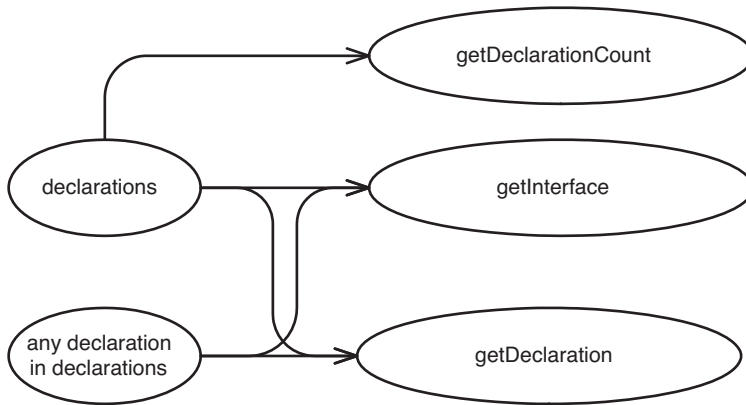 getDeclarationCount
declarations
getInterface
any declaration
in declarations
getDeclaration